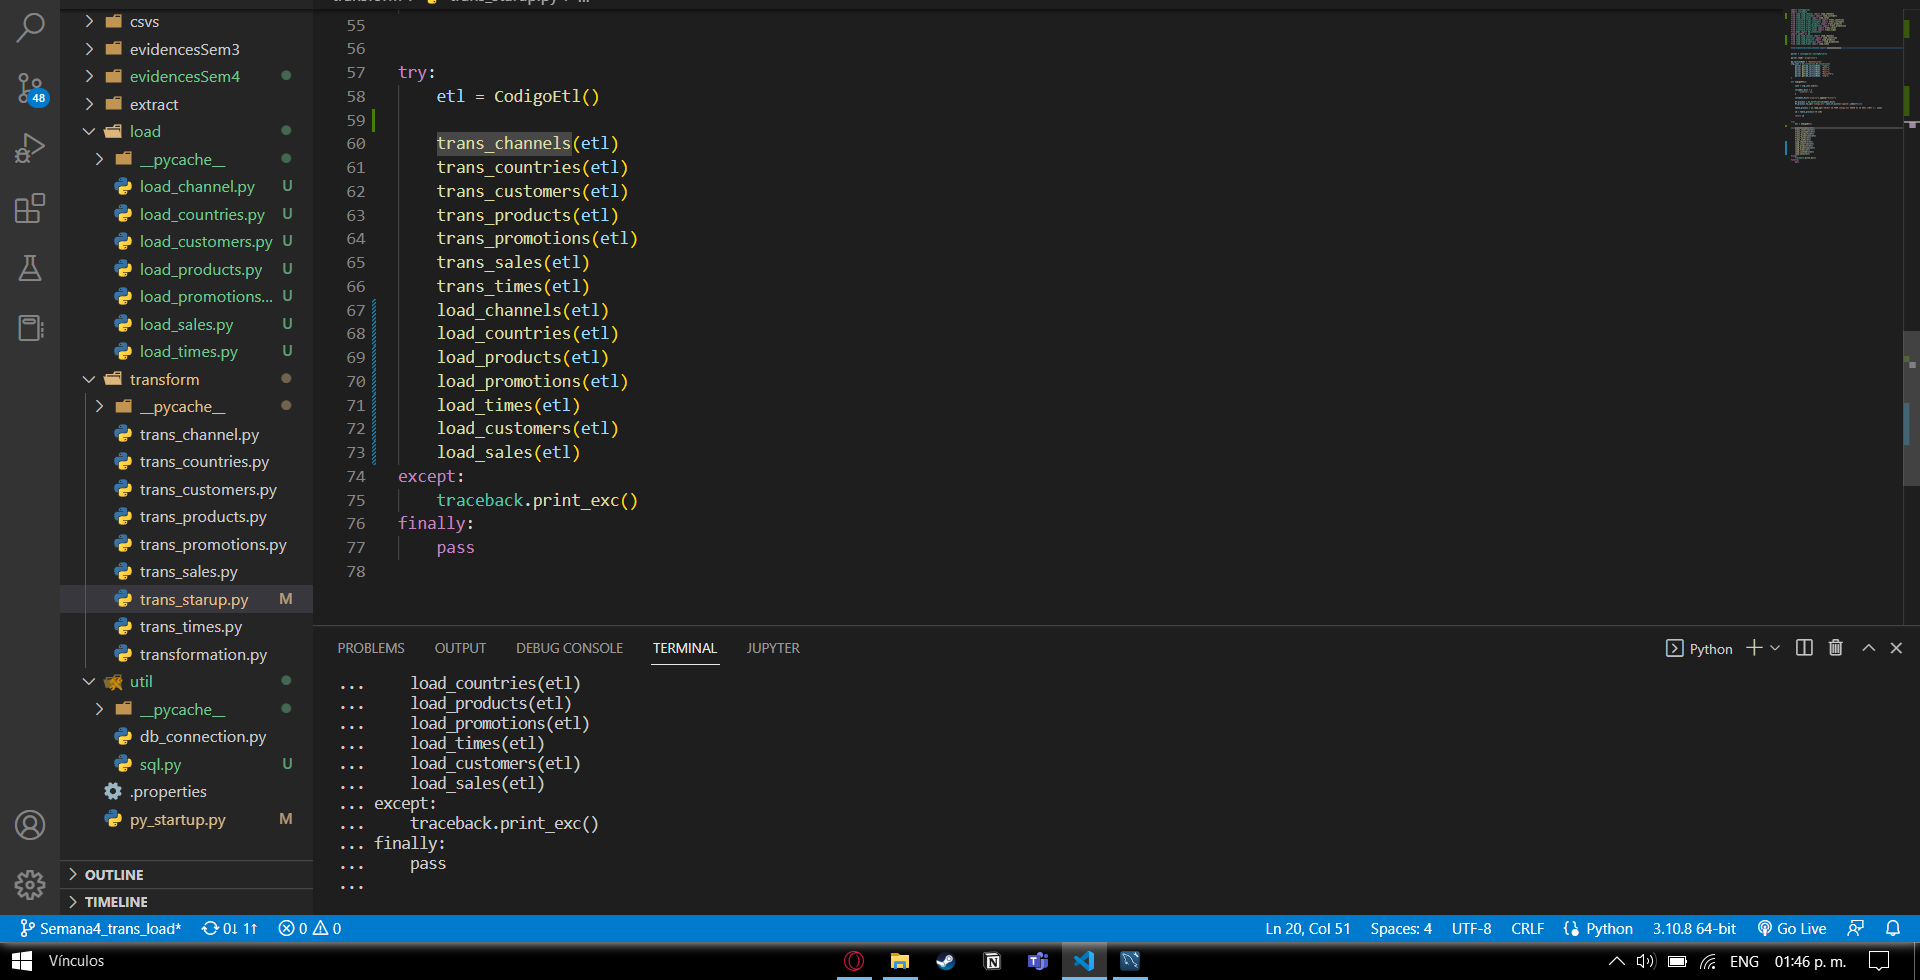 csvs
evidencesSem3
evidencesSem4
extract
load
__pycache__
load_channel.py U
load_countries.py U
load_customers.py U
load_products.py U
load_promotions... U
load_sales.py U
load_times.py U
transform
__pycache__
trans_channel.py
trans_countries.py
trans_customers.py
trans_products.py
trans_promotions.py
trans_sales.py
trans_starup.py M
trans_times.py
transformation.py
util
__pycache__
db_connection.py
sql.py U
.properties
py_startup.py M
OUTLINE
TIMELINE
48
55
56
57 try:
58 etl = CodigoEtl()
59
60 trans_channels(etl)
61 trans_countries(etl)
62 trans_customers(etl)
63 trans_products(etl)
64 trans_promotions(etl)
65 trans_sales(etl)
66 trans_times(etl)
67 load_channels(etl)
68 load_countries(etl)
69 load_products(etl)
70 load_promotions(etl)
71 load_times(etl)
72 load_customers(etl)
73 load_sales(etl)
74 except:
75 traceback.print_exc()
76 finally:
77 pass
78
PROBLEMS OUTPUT DEBUG CONSOLE TERMINAL JUPYTER Python
... load_countries(etl)
... load_products(etl)
... load_promotions(etl)
... load_times(etl)
... load_customers(etl)
... load_sales(etl)
... except:
... traceback.print_exc()
... finally:
... pass
...
Semana4_trans_load* 0↓ 1↑ 0 0 Ln 20, Col 51 Spaces: 4 UTF-8 CRLF Python 3.10.8 64-bit Go Live
Vínculos ENG 01:46 p. m.